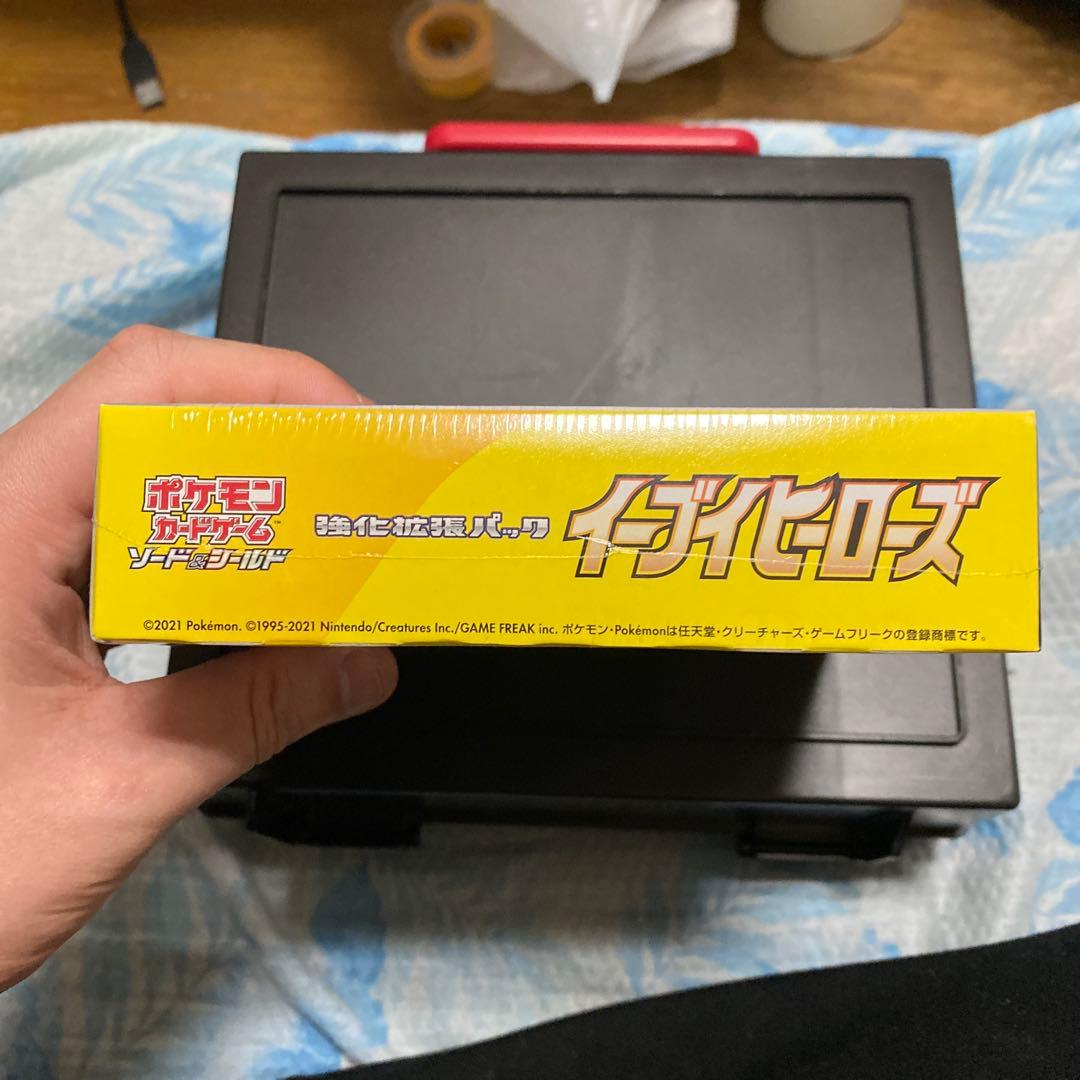 ポケモン
カードゲーム™
ソード&シールド
強化拡張パック
イーブイヒーローズ
©2021 Pokémon. ©1995-2021 Nintendo/Creatures Inc./GAME FREAK inc. ポケモン・Pokémonは任天堂・クリーチャーズ・ゲームフリークの登録商標です。